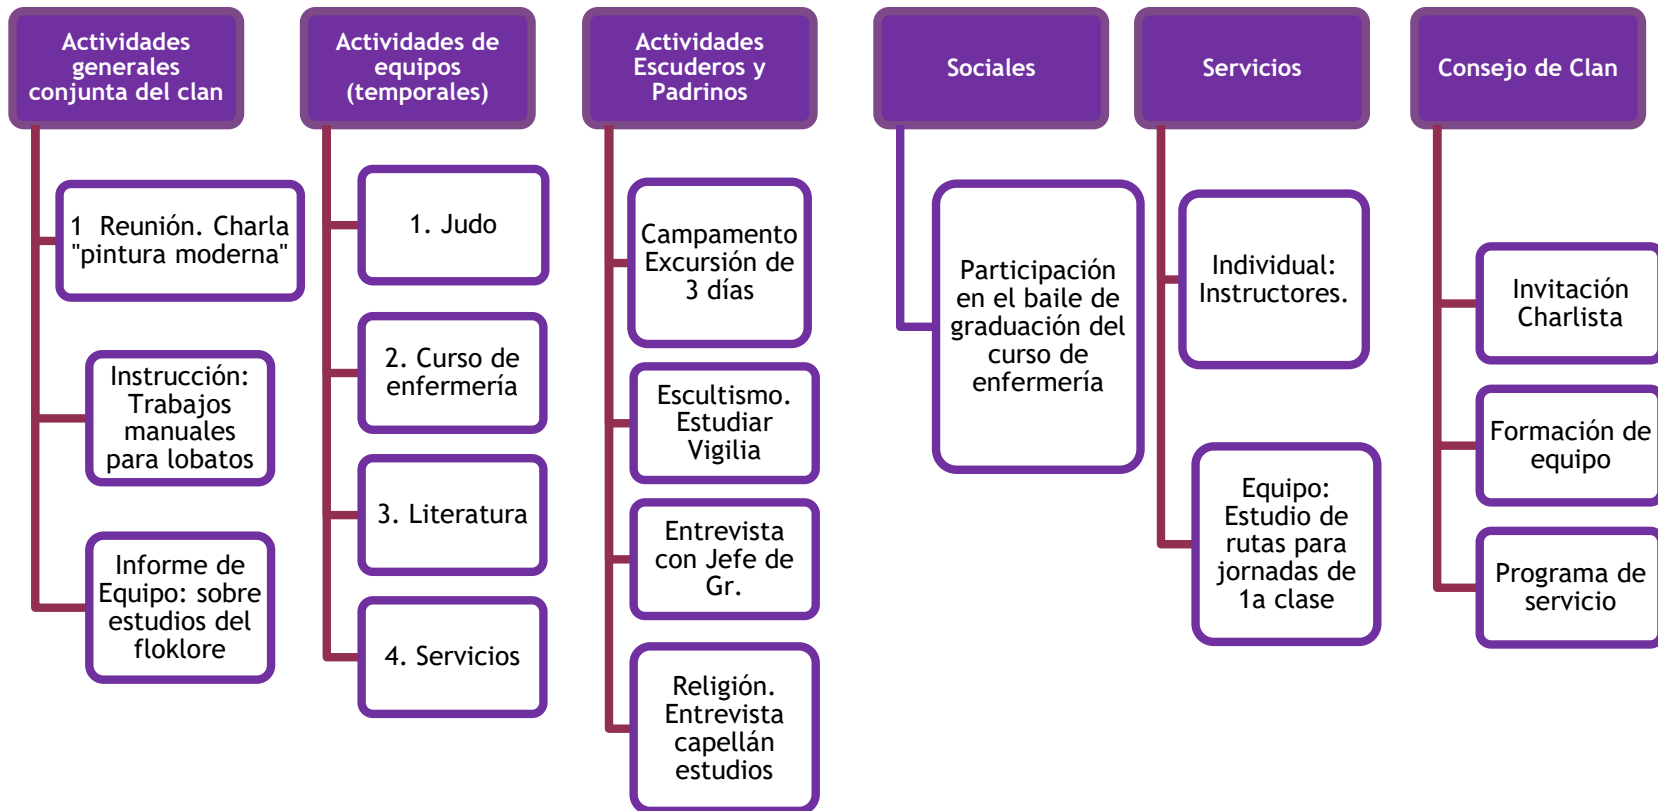 Actividades
generales
conjunta del clan
1 Reunión. Charla
"pintura moderna"
Instrucción:
Trabajos
manuales
para lobatos
Informe de
Equipo: sobre
estudios del
floklore
Actividades de
equipos
(temporales)
1. Judo
2. Curso de
enfermería
3. Literatura
4. Servicios
Actividades
Escuderos y
Padrinos
Campamento
Excursión de
3 días
Escultismo.
Estudiar
Vigilia
Entrevista
con Jefe de
Gr.
Religión.
Entrevista
capellán
estudios
Sociales
Participación
en el baile de
graduación del
curso de
enfermería
Servicios
Individual:
Instructores.
Equipo:
Estudio de
rutas para
jornadas de
1a clase
Consejo de Clan
Invitación
Charlista
Formación de
equipo
Programa de
servicio